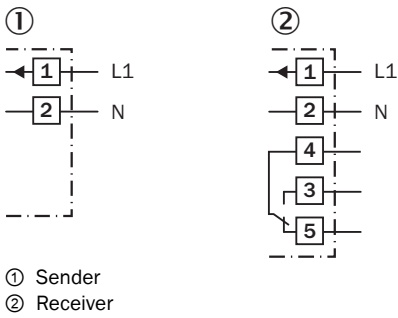 ① ②
1 L1 1 L1
2 N 2 N
4
3
5
① Sender
② Receiver